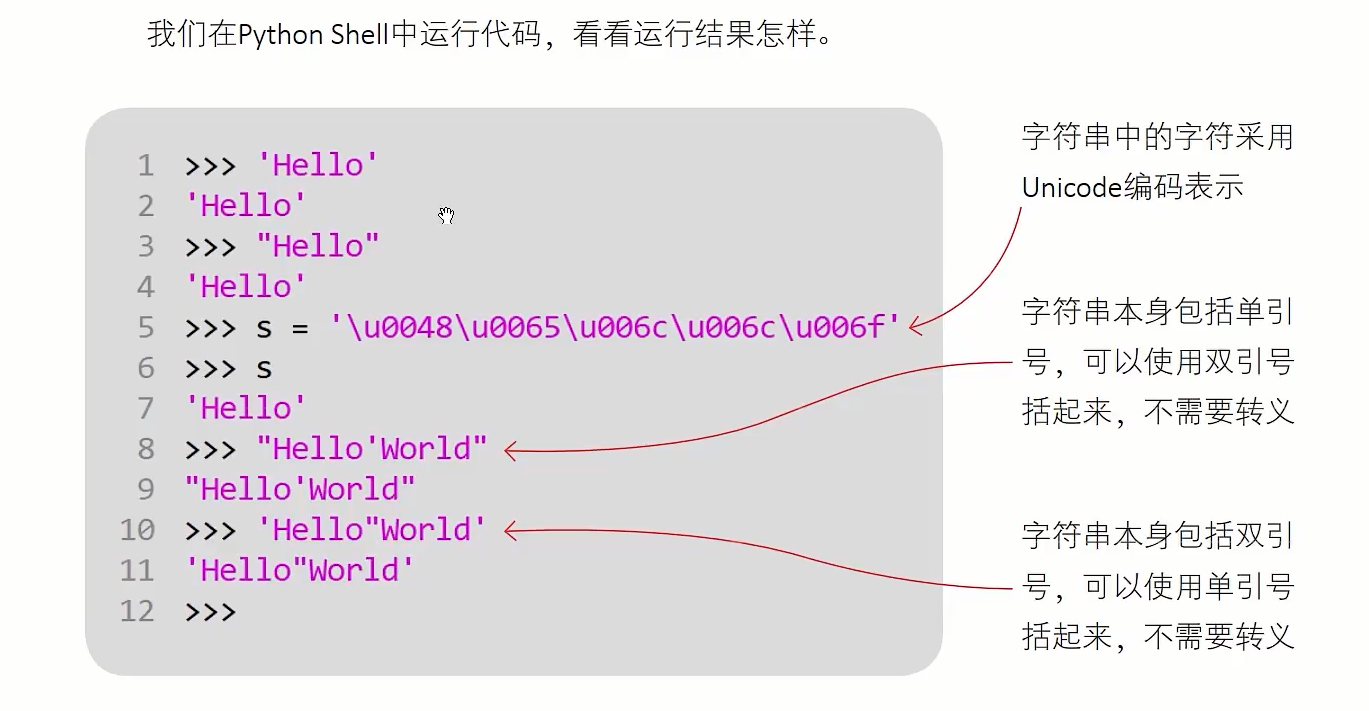 我们在Python Shell中运行代码，看看运行结果怎样。
1 >>> 'Hello'
2 'Hello'
3 >>> "Hello"
4 'Hello'
5 >>> s = '\u0048\u0065\u006c\u006c\u006f'
6 >>> s
7 'Hello'
8 >>> "Hello'World"
9 "Hello'World"
10 >>> 'Hello"World'
11 'Hello"World'
12 >>>
字符串中的字符采用
Unicode编码表示
字符串本身包括单引
号，可以使用双引号
括起来，不需要转义
字符串本身包括双引
号，可以使用单引号
括起来，不需要转义